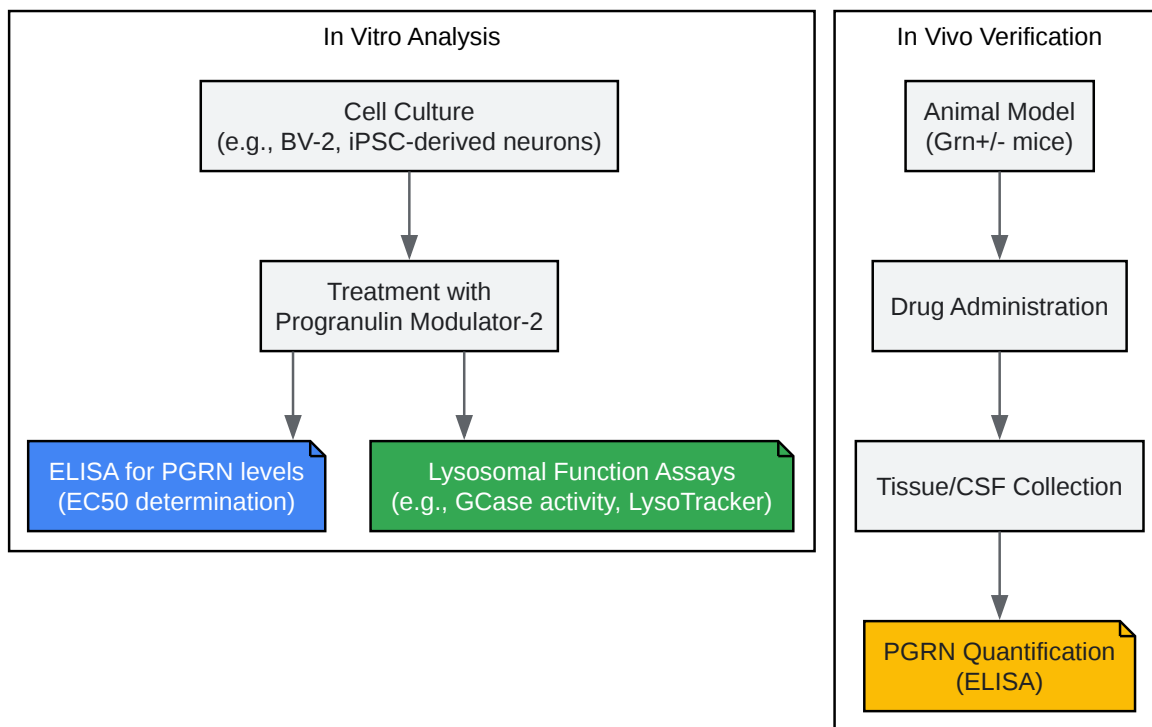 In Vitro Analysis
Cell Culture
(e.g., BV-2, iPSC-derived neurons)
Treatment with
Progranulin Modulator-2
ELISA for PGRN levels
(EC50 determination)
Lysosomal Function Assays
(e.g., GCase activity, LysoTracker)
In Vivo Verification
Animal Model
(Grn+/- mice)
Drug Administration
Tissue/CSF Collection
PGRN Quantification
(ELISA)